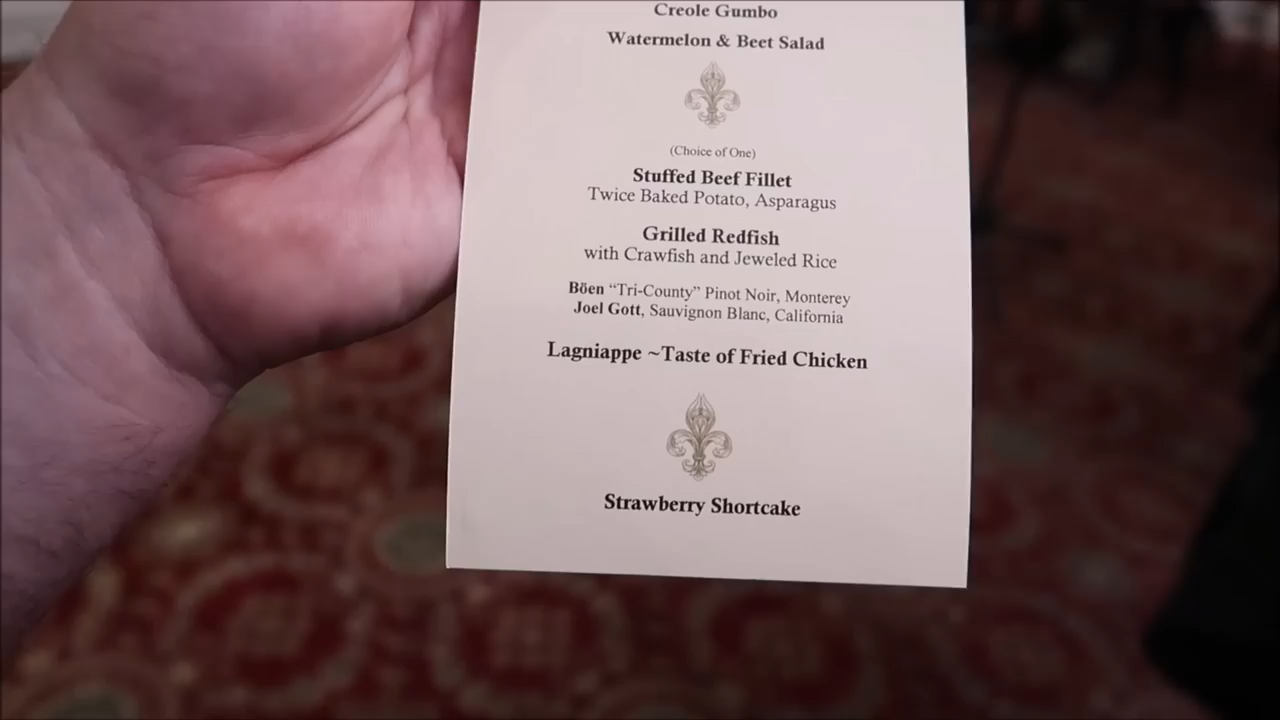 Creole Gumbo
Watermelon & Beet Salad
(Choice of One)
Stuffed Beef Fillet
Twice Baked Potato, Asparagus
Grilled Redfish
with Crawfish and Jeweled Rice
Böen “Tri-County” Pinot Noir, Monterey
Joel Gott, Sauvignon Blanc, California
Lagniappe ~Taste of Fried Chicken
Strawberry Shortcake